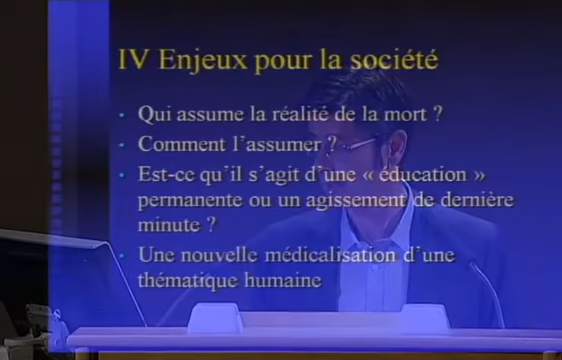 IV Enjeux pour la société
• Qui assume la réalité de la mort ?
• Comment l’assumer ?
• Est-ce qu’il s’agit d’une « éducation »
permanente ou un agissement de dernière
minute ?
• Une nouvelle médicalisation d’une
thématique humaine